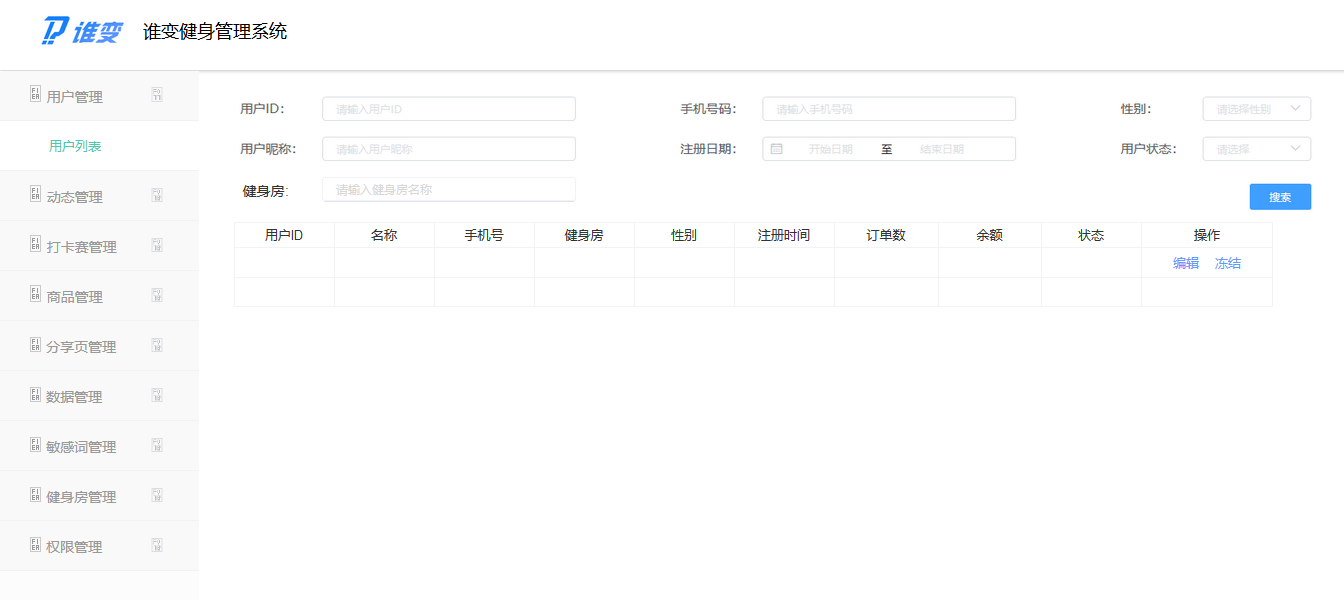 谁变 谁变健身管理系统
用户管理
用户列表
动态管理
打卡赛管理
商品管理
分享页管理
数据管理
敏感词管理
健身房管理
权限管理
用户ID: 请输入用户ID 手机号码: 请输入手机号码 性别: 请选择性别
用户昵称: 请输入用户昵称 注册日期: 开始日期 至 结束日期 用户状态: 请选择
健身房: 请输入健身房名称
搜索
用户ID 名称 手机号 健身房 性别 注册时间 订单数 余额 状态 操作
编辑 冻结